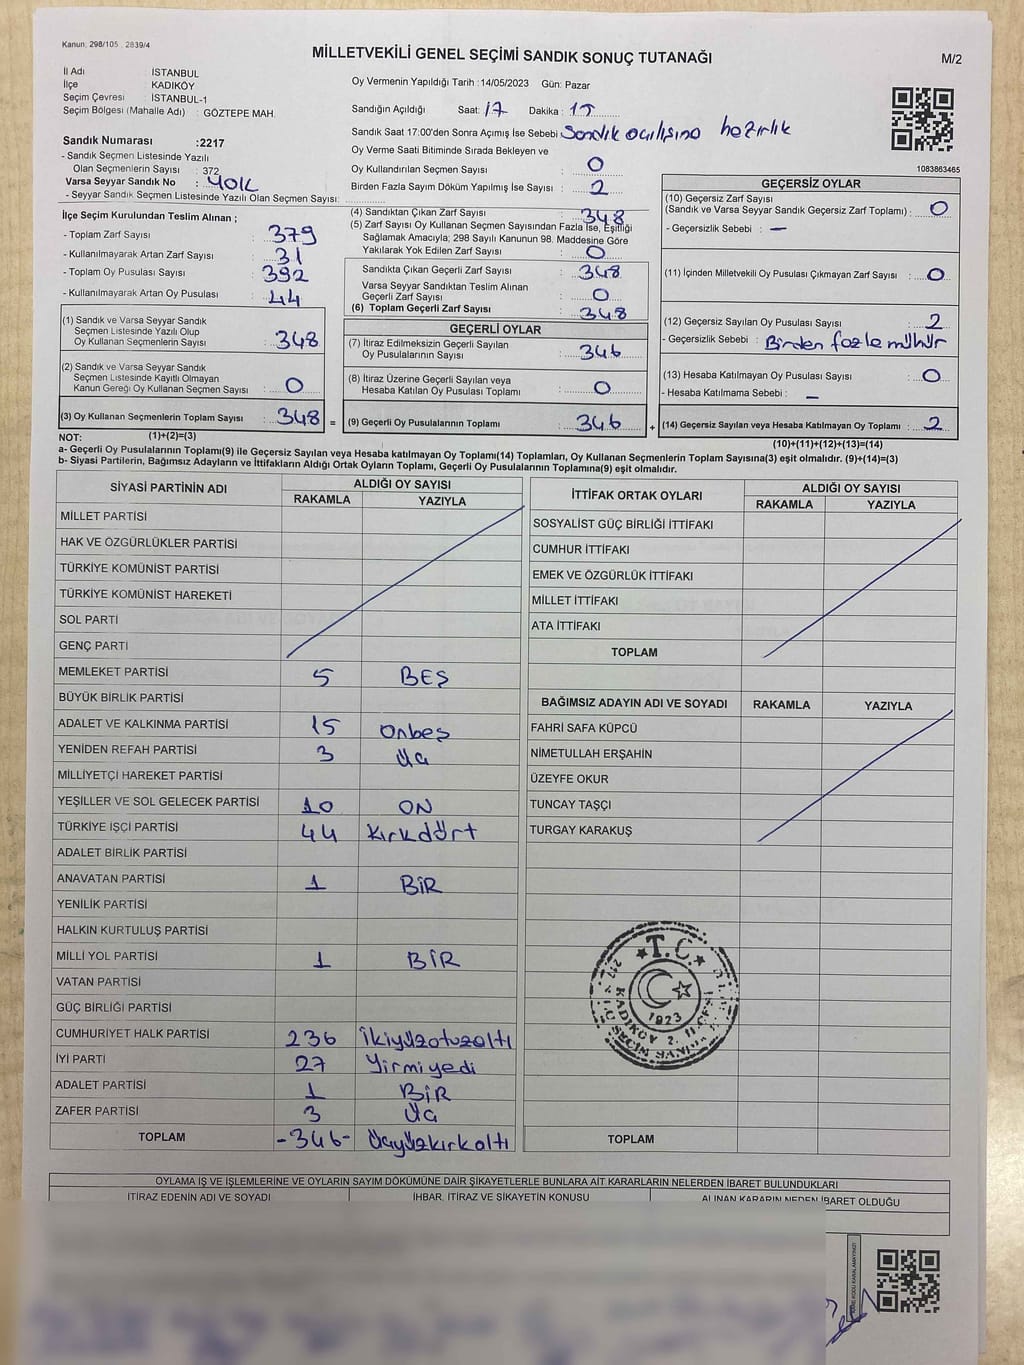 Kanun, 298/105 , 2839/4
MİLLETVEKİLİ GENEL SEÇİMİ SANDIK SONUÇ TUTANAĞI
M/2
İl Adı : İSTANBUL
İlçe : KADIKÖY
Seçim Çevresi : İSTANBUL-1
Seçim Bölgesi (Mahalle Adı) : GÖZTEPE MAH.
Oy Vermenin Yapıldığı Tarih :14/05/2023 Gün: Pazar
Sandığın Açıldığı Saat: 17 Dakika : 15
Sandık Saat 17:00'den Sonra Açımış İse Sebebi Sandık açılışına hazırlık
Sandık Numarası :2217
- Sandık Seçmen Listesinde Yazılı
Olan Seçmenlerin Sayısı : 372
Varsa Seyyar Sandık No : YOK
- Seyyar Sandık Seçmen Listesinde Yazılı Olan Seçmen Sayısı:
Oy Verme Saati Bitiminde Sırada Bekleyen ve
Oy Kullandırılan Seçmen Sayısı : 0
Birden Fazla Sayım Döküm Yapılmış İse Sayısı : 2
1083863465
İlçe Seçim Kurulundan Teslim Alınan ;
- Toplam Zarf Sayısı : 379
- Kullanılmayarak Artan Zarf Sayısı : 31
- Toplam Oy Pusulası Sayısı : 392
- Kullanılmayarak Artan Oy Pusulası : 44
(4) Sandıktan Çıkan Zarf Sayısı : 348
(5) Zarf Sayısı Oy Kullanan Seçmen Sayısından Fazla İse, Eşitliği
Sağlamak Amacıyla; 298 Sayılı Kanunun 98. Maddesine Göre
Yakılarak Yok Edilen Zarf Sayısı : 0
Sandıkta Çıkan Geçerli Zarf Sayısı : 348
Varsa Seyyar Sandıktan Teslim Alınan
Geçerli Zarf Sayısı : 0
(6) Toplam Geçerli Zarf Sayısı : 348
GEÇERSİZ OYLAR
(10) Geçersiz Zarf Sayısı
(Sandık ve Varsa Seyyar Sandık Geçersiz Zarf Toplamı) : 0
- Geçersizlik Sebebi : -
(11) İçinden Milletvekili Oy Pusulası Çıkmayan Zarf Sayısı : 0
(12) Geçersiz Sayılan Oy Pusulası Sayısı : 2
- Geçersizlik Sebebi : Birden fazla mühür
(13) Hesaba Katılmayan Oy Pusulası Sayısı : 0
- Hesaba Katılmama Sebebi : -
(14) Geçersiz Sayılan veya Hesaba Katılmayan Oy Toplamı : 2
(1) Sandık ve Varsa Seyyar Sandık
Seçmen Listesinde Yazılı Olup
Oy Kullanan Seçmenlerin Sayısı : 348
(2) Sandık ve Varsa Seyyar Sandık
Seçmen Listesinde Kayıtlı Olmayan
Kanun Gereği Oy Kullanan Seçmen Sayısı : 0
(3) Oy Kullanan Seçmenlerin Toplam Sayısı : 348 =
GEÇERLİ OYLAR
(7) İtiraz Edilmeksizin Geçerli Sayılan
Oy Pusulalarının Sayısı : 346
(8) İtiraz Üzerine Geçerli Sayılan veya
Hesaba Katılan Oy Pusulası Toplamı : 0
(9) Geçerli Oy Pusulalarının Toplamı : 346 +
NOT: (1)+(2)=(3)
(10)+(11)+(12)+(13)=(14)
a- Geçerli Oy Pusulalarının Toplamı(9) ile Geçersiz Sayılan veya Hesaba katılmayan Oy Toplamı(14) Toplamları, Oy Kullanan Seçmenlerin Toplam Sayısına(3) eşit olmalıdır. (9)+(14)=(3)
b- Siyasi Partilerin, Bağımsız Adayların ve İttifakların Aldığı Ortak Oyların Toplamı, Geçerli Oy Pusulalarının Toplamına(9) eşit olmalıdır.
SİYASİ PARTİNİN ADI ALDIĞI OY SAYISI
RAKAMLA YAZIYLA
MİLLET PARTİSİ
HAK VE ÖZGÜRLÜKLER PARTİSİ
TÜRKİYE KOMÜNİST PARTİSİ
TÜRKİYE KOMÜNİST HAREKETİ
SOL PARTİ
GENÇ PARTİ
MEMLEKET PARTİSİ 5 BEŞ
BÜYÜK BİRLİK PARTİSİ
ADALET VE KALKINMA PARTİSİ 15 Onbeş
YENİDEN REFAH PARTİSİ 3 Üç
MİLLİYETÇİ HAREKET PARTİSİ
YEŞİLLER VE SOL GELECEK PARTİSİ 10 ON
TÜRKİYE İŞÇİ PARTİSİ 44 Kırkdört
ADALET BİRLİK PARTİSİ
ANAVATAN PARTİSİ 1 BİR
YENİLİK PARTİSİ
HALKIN KURTULUŞ PARTİSİ
MİLLİ YOL PARTİSİ 1 BİR
VATAN PARTİSİ
GÜÇ BİRLİĞİ PARTİSİ
CUMHURİYET HALK PARTİSİ 236 İkiyüzotuzaltı
İYİ PARTİ 27 Yirmiyedi
ADALET PARTİSİ 1 BİR
ZAFER PARTİSİ 3 Üç
TOPLAM -346- Üçyüzkırkaltı
İTTİFAK ORTAK OYLARI ALDIĞI OY SAYISI
RAKAMLA YAZIYLA
SOSYALİST GÜÇ BİRLİĞİ İTTİFAKI
CUMHUR İTTİFAKI
EMEK VE ÖZGÜRLÜK İTTİFAKI
MİLLET İTTİFAKI
ATA İTTİFAKI
TOPLAM
BAĞIMSIZ ADAYIN ADI VE SOYADI RAKAMLA YAZIYLA
FAHRİ SAFA KÜPCÜ
NİMETULLAH ERŞAHİN
ÜZEYFE OKUR
TUNCAY TAŞÇI
TURGAY KARAKUŞ
T.C.
1923
KADIKÖY 2. İLÇE
SEÇİM SANDIK
TOPLAM
OYLAMA İŞ VE İŞLEMLERİNE VE OYLARIN SAYIM DÖKÜMÜNE DAİR ŞİKAYETLERLE BUNLARA AİT KARARLARIN NELERDEN İBARET BULUNDUKLARI
İTİRAZ EDENİN ADI VE SOYADI İHBAR, İTİRAZ VE ŞİKAYETİN KONUSU ALINAN KARARIN NEDEN İBARET OLDUĞU